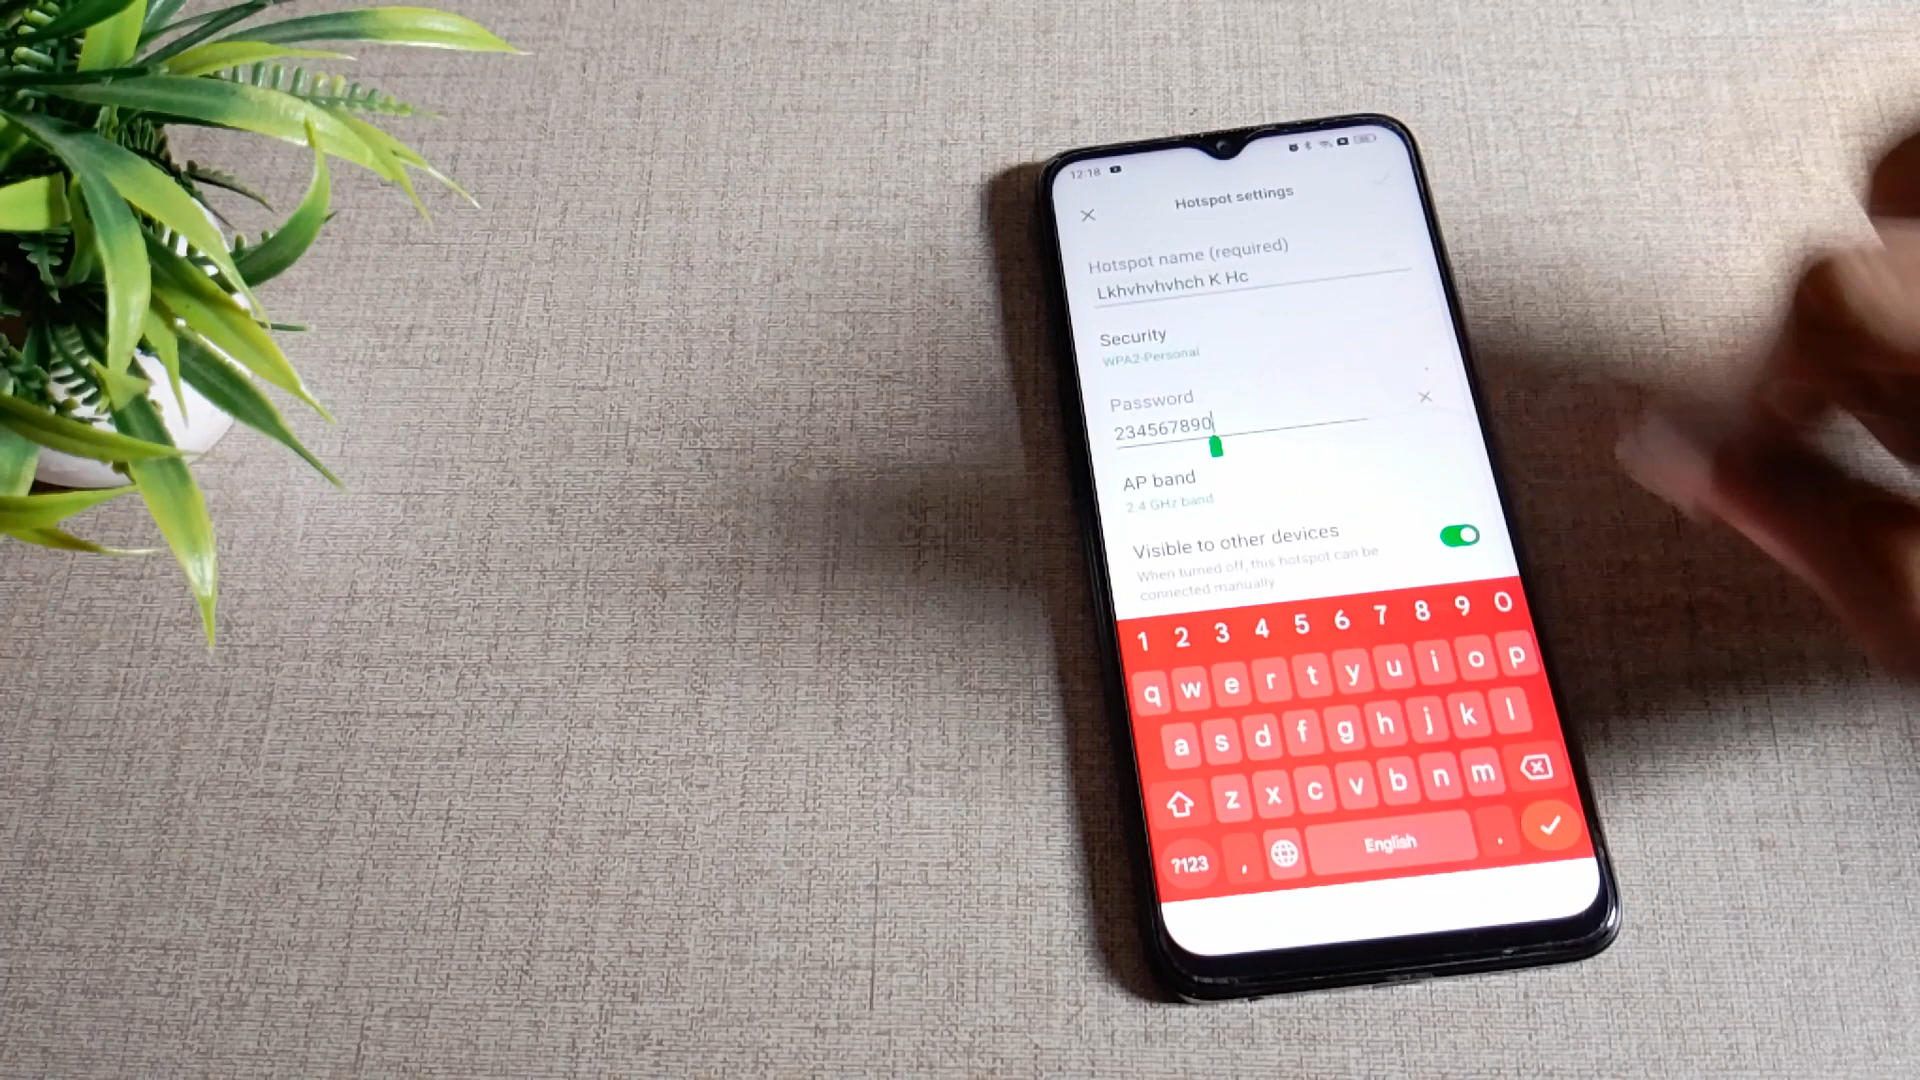 12:18
Hotspot settings
Hotspot name (required)
Lkhvhvhvhch K Hc
Security
WPA2-Personal
Password
234567890
AP band
2.4 GHz band
Visible to other devices
When turned off, this hotspot can be
connected manually
1 2 3 4 5 6 7 8 9 0
q w e r t y u i o p
a s d f g h j k l
z x c v b n m
?123 , English .